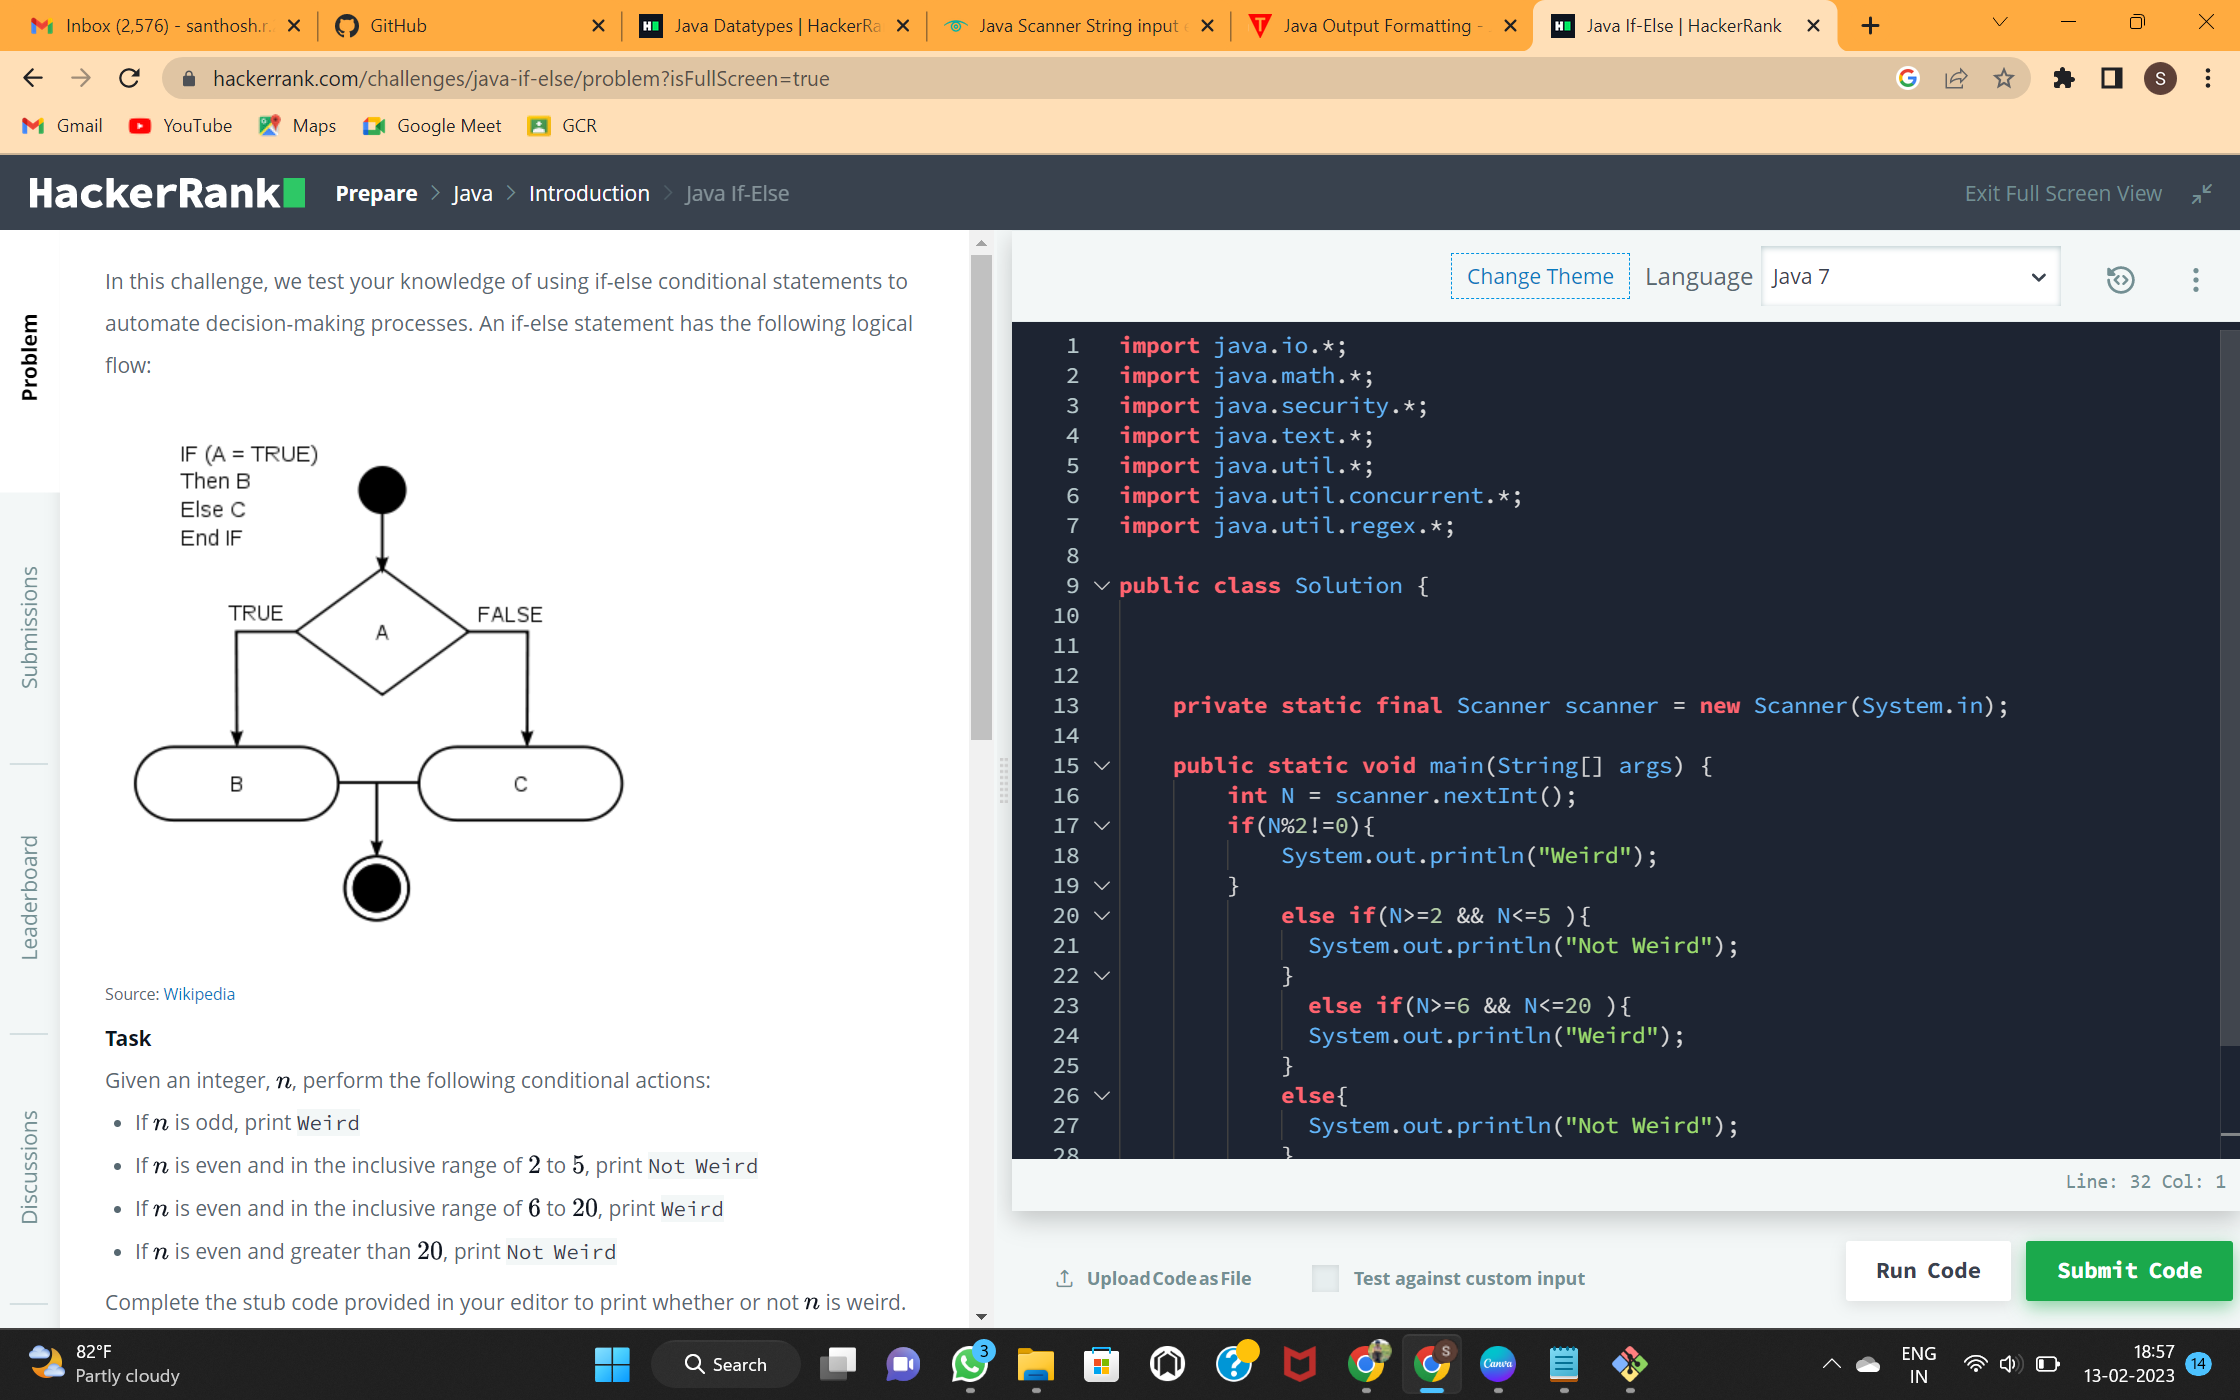 Inbox (2,576) - santhosh.r.
GitHub
Java Datatypes | HackerRa
Java Scanner String input
Java Output Formatting -
Java If-Else | HackerRank
hackerrank.com/challenges/java-if-else/problem?isFullScreen=true
S
Gmail
YouTube
Maps
Google Meet
GCR
HackerRank
Prepare > Java > Introduction > Java If-Else
Exit Full Screen View
Problem
Submissions
Leaderboard
Discussions
In this challenge, we test your knowledge of using if-else conditional statements to
automate decision-making processes. An if-else statement has the following logical
flow:
IF (A = TRUE)
Then B
Else C
End IF
TRUE
FALSE
A
B
C
Source: Wikipedia
Task
Given an integer, n, perform the following conditional actions:
• If n is odd, print Weird
• If n is even and in the inclusive range of 2 to 5, print Not Weird
• If n is even and in the inclusive range of 6 to 20, print Weird
• If n is even and greater than 20, print Not Weird
Complete the stub code provided in your editor to print whether or not n is weird.
Change Theme
Language
Java 7
1 import java.io.*;
2 import java.math.*;
3 import java.security.*;
4 import java.text.*;
5 import java.util.*;
6 import java.util.concurrent.*;
7 import java.util.regex.*;
8
9 public class Solution {
10
11
12
13 private static final Scanner scanner = new Scanner(System.in);
14
15 public static void main(String[] args) {
16 int N = scanner.nextInt();
17 if(N%2!=0){
18 System.out.println("Weird");
19 }
20 else if(N>=2 && N<=5 ){
21 System.out.println("Not Weird");
22 }
23 else if(N>=6 && N<=20 ){
24 System.out.println("Weird");
25 }
26 else{
27 System.out.println("Not Weird");
28 }
Line: 32 Col: 1
Upload Code as File
Test against custom input
Run Code
Submit Code
82°F
Partly cloudy
Search
3
S
Canva
ENG
IN
18:57
13-02-2023
14